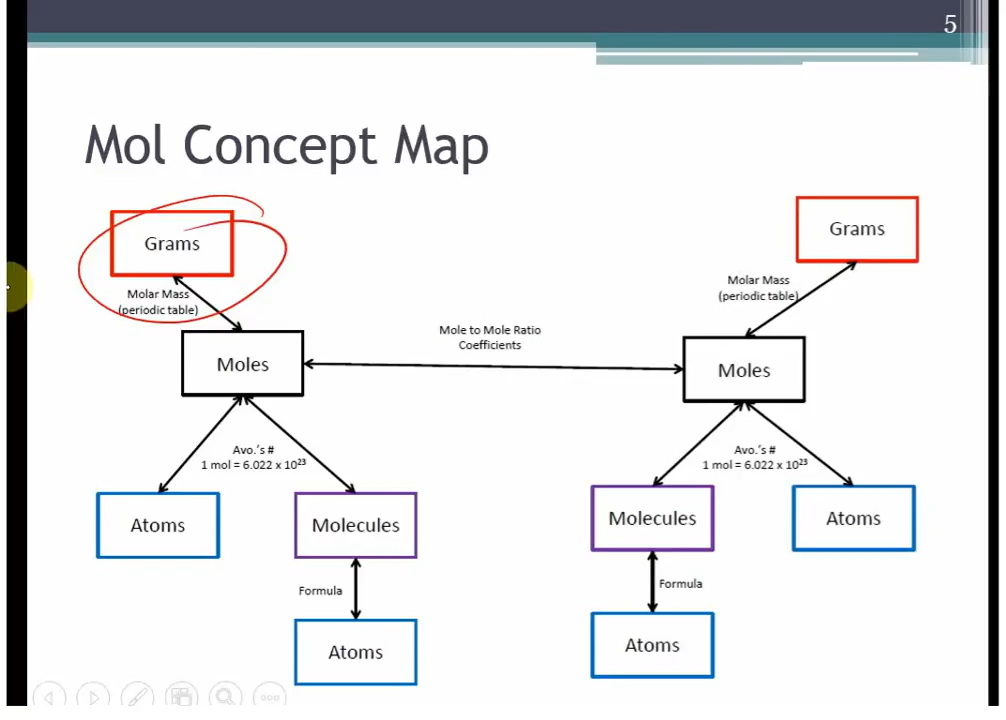 5
Mol Concept Map
Grams
Grams
Molar Mass
(periodic table)
Molar Mass
(periodic table)
Mole to Mole Ratio
Coefficients
Moles
Moles
Avo.'s #
1 mol = 6.022 x 10²³
Avo.'s #
1 mol = 6.022 x 10²³
Atoms
Molecules
Molecules
Atoms
Formula
Formula
Atoms
Atoms